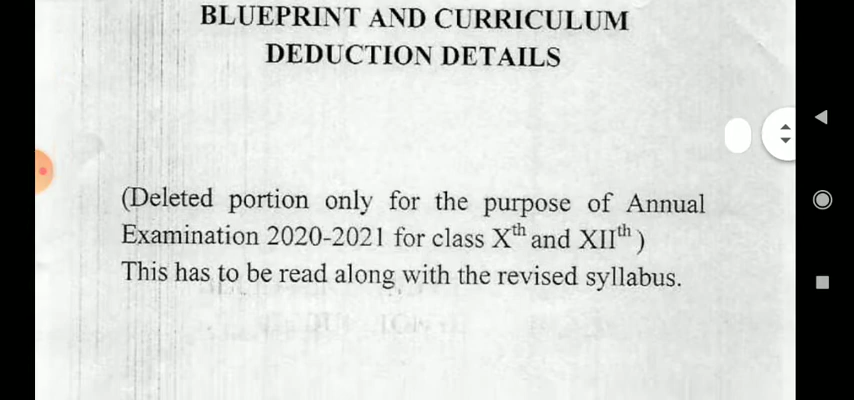 BLUEPRINT AND CURRICULUM
DEDUCTION DETAILS
(Deleted portion only for the purpose of Annual
Examination 2020-2021 for class Xth and XIIth)
This has to be read along with the revised syllabus.